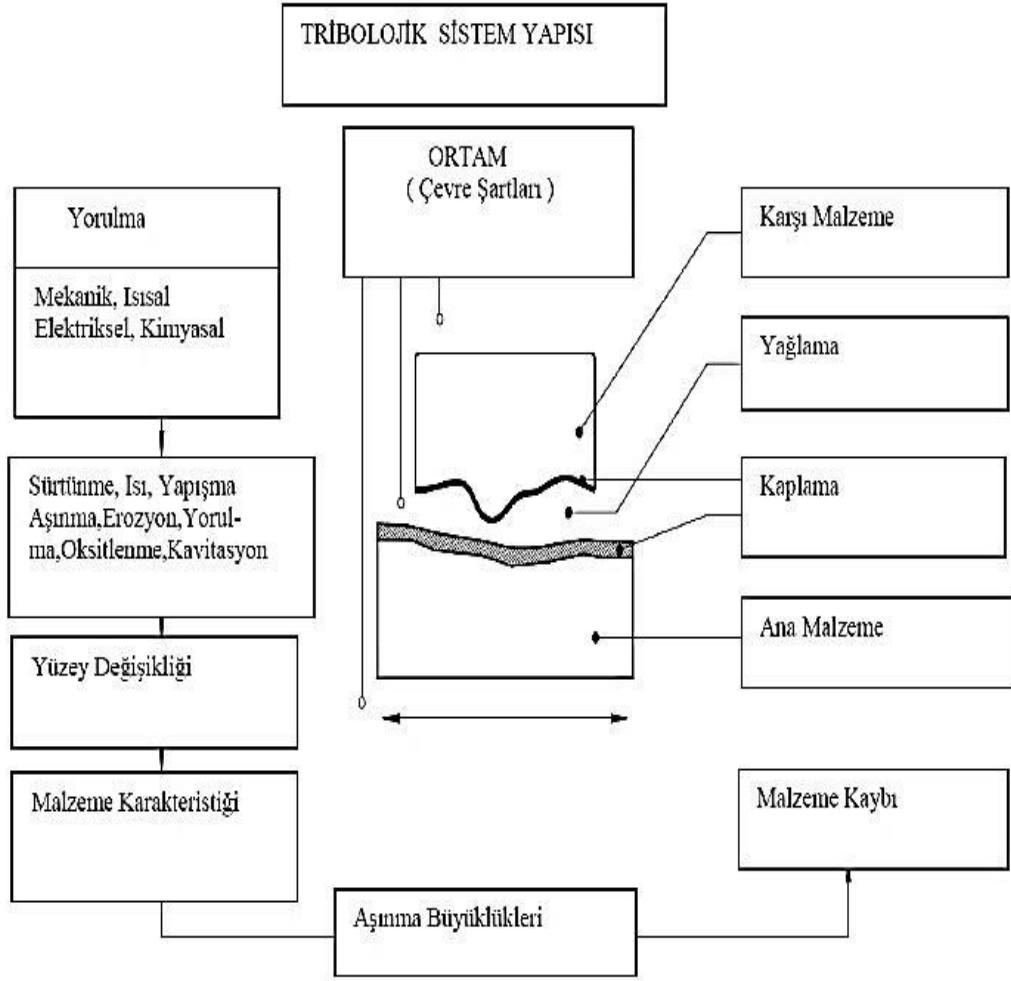 TRİBOLOJİK SİSTEM YAPISI
ORTAM
( Çevre Şartları )
Yorulma
Mekanik, Isısal
Elektriksel, Kimyasal
Sürtünme, Isı, Yapışma
Aşınma,Erozyon,Yorul-
ma,Oksitlenme,Kavitasyon
Yüzey Değişikliği
Malzeme Karakteristiği
Karşı Malzeme
Yağlama
Kaplama
Ana Malzeme
Malzeme Kaybı
Aşınma Büyüklükleri